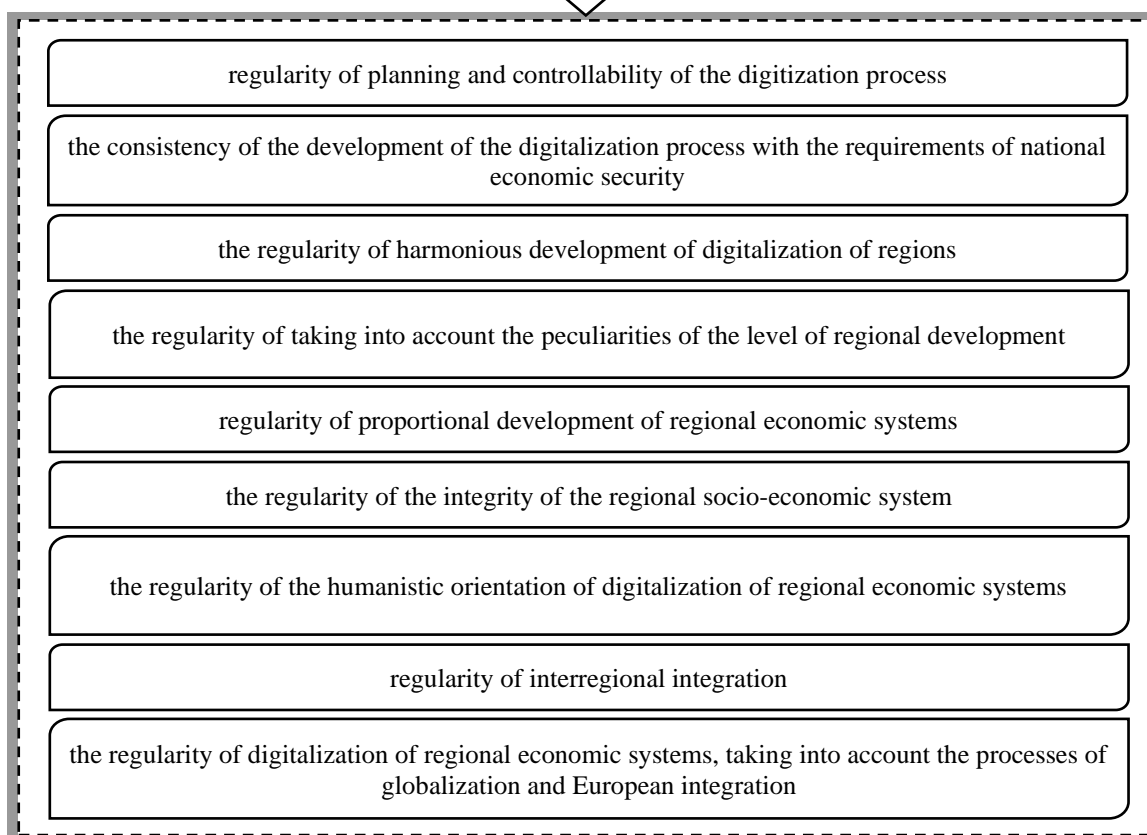 regularity of planning and controllability of the digitization process
the consistency of the development of the digitalization process with the requirements of national
economic security
the regularity of harmonious development of digitalization of regions
the regularity of taking into account the peculiarities of the level of regional development
regularity of proportional development of regional economic systems
the regularity of the integrity of the regional socio-economic system
the regularity of the humanistic orientation of digitalization of regional economic systems
regularity of interregional integration
the regularity of digitalization of regional economic systems, taking into account the processes of
globalization and European integration